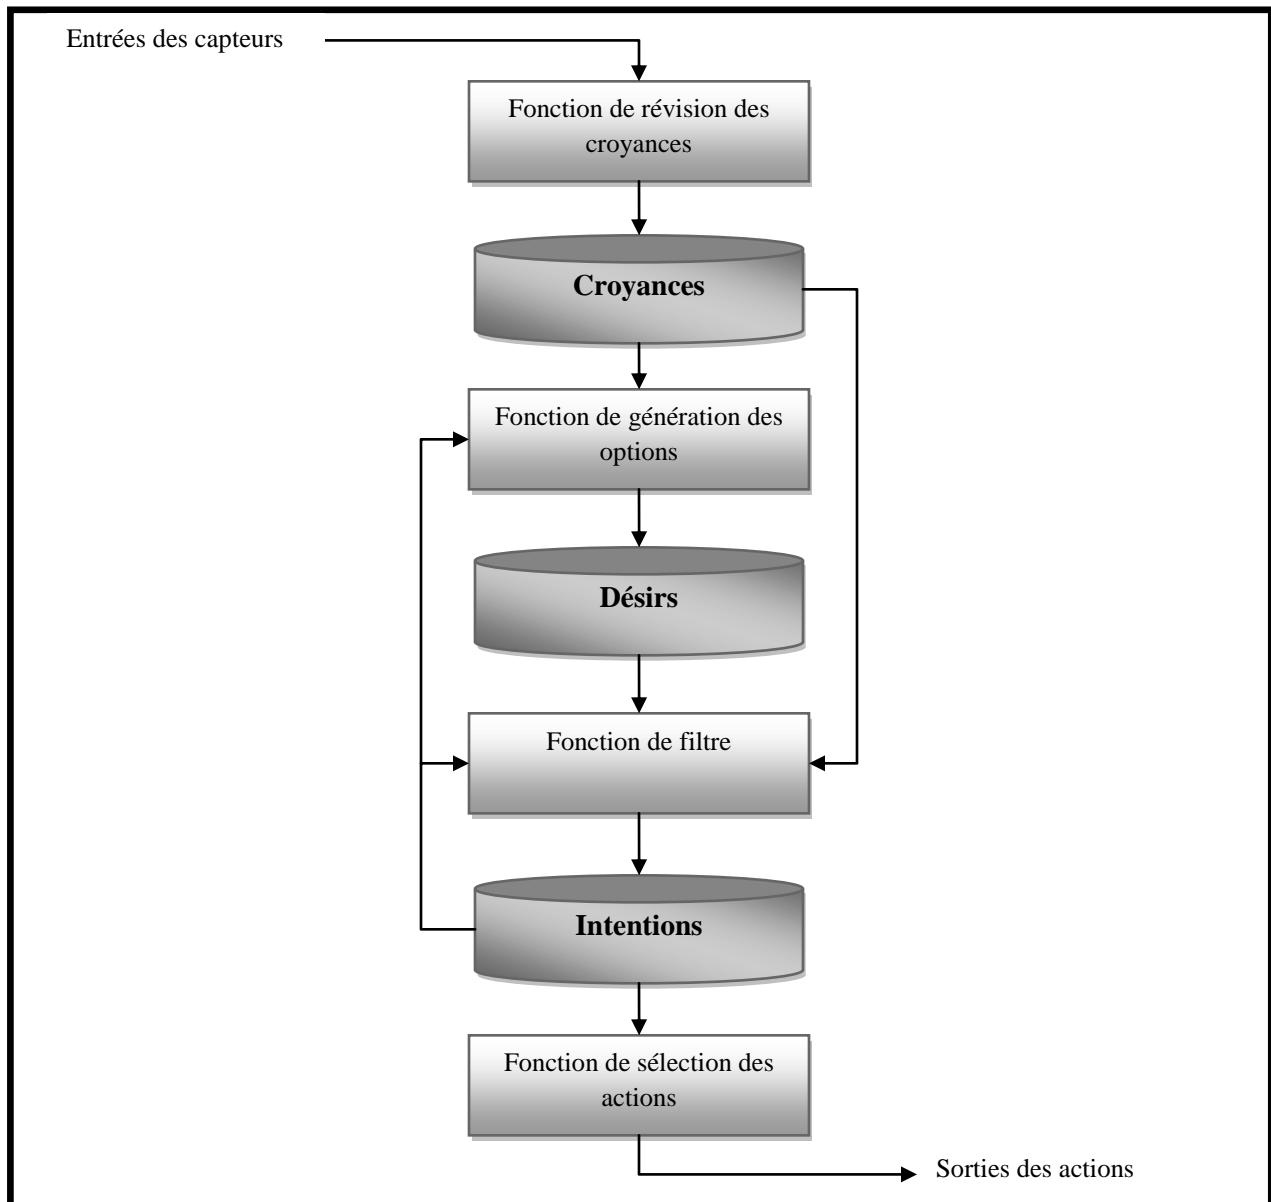 Entrées des capteurs
Fonction de révision des
croyances
Croyances
Fonction de génération des
options
Désirs
Fonction de filtre
Intentions
Fonction de sélection des
actions
Sorties des actions